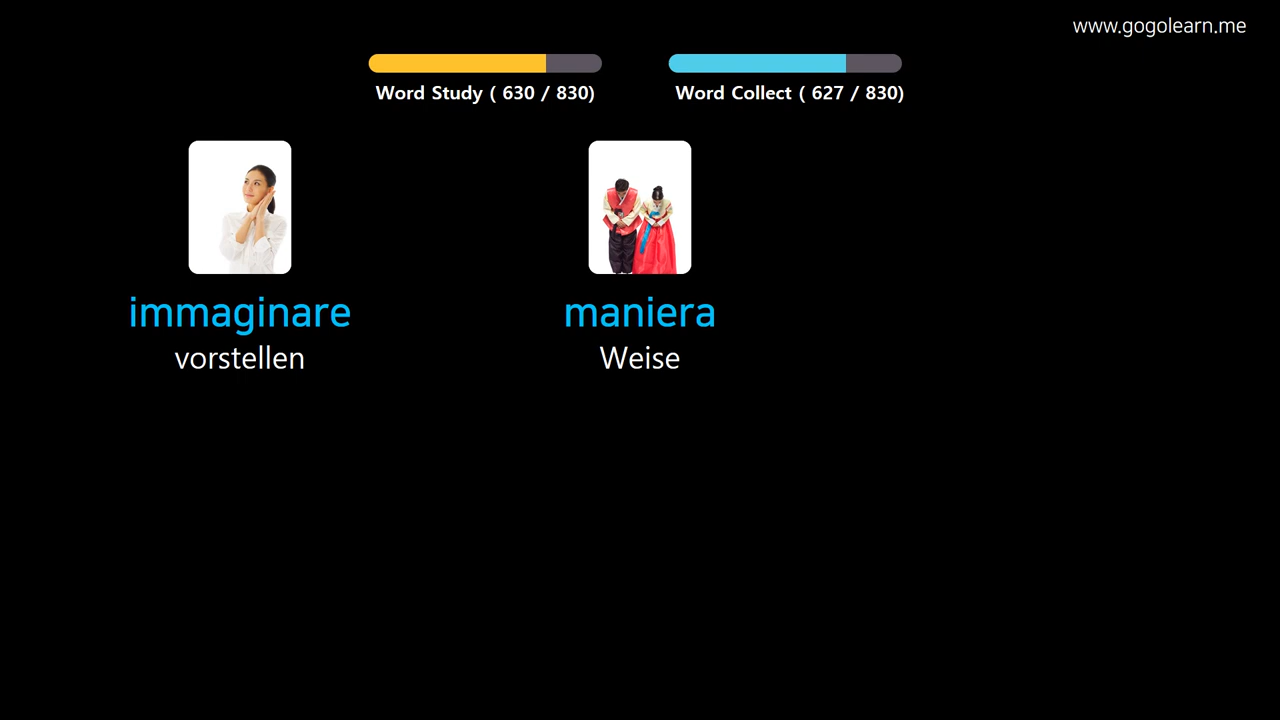 www.gogolearn.me
Word Study ( 630 / 830)
Word Collect ( 627 / 830)
immaginare
vorstellen
maniera
Weise